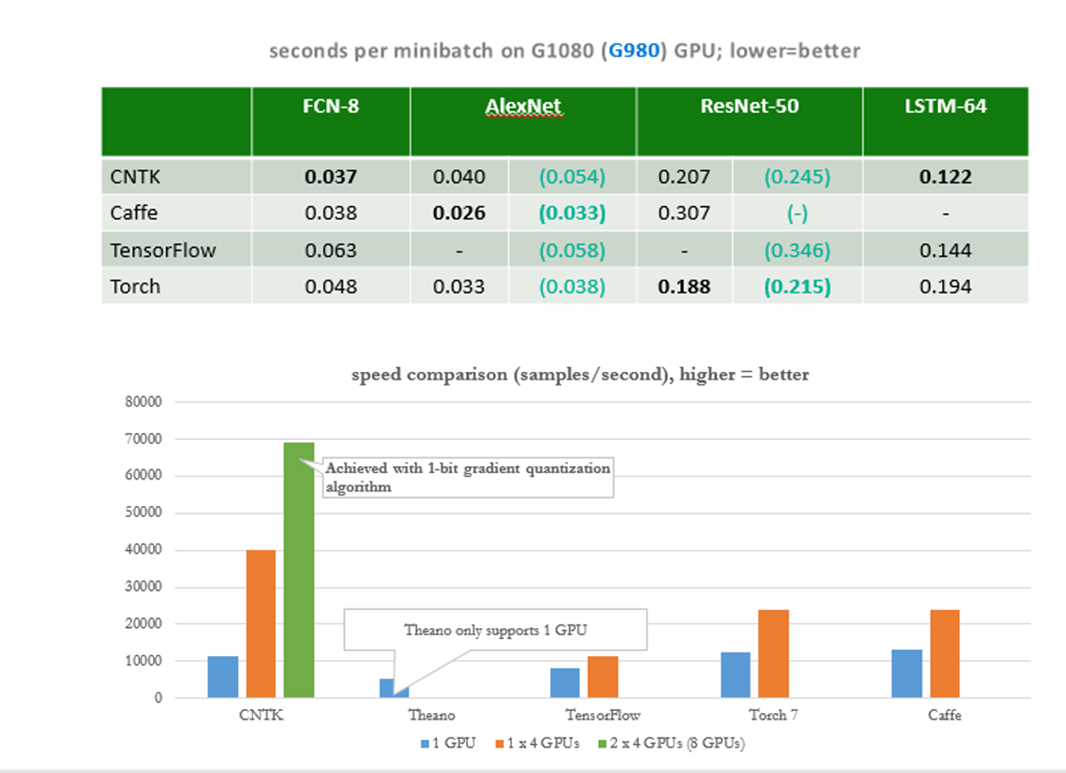 seconds per minibatch on G1080 (G980) GPU; lower=better
FCN-8 AlexNet ResNet-50 LSTM-64
CNTK 0.037 0.040 (0.054) 0.207 (0.245) 0.122
Caffe 0.038 0.026 (0.033) 0.307 (-) -
TensorFlow 0.063 - (0.058) - (0.346) 0.144
Torch 0.048 0.033 (0.038) 0.188 (0.215) 0.194
speed comparison (samples/second), higher = better
80000
70000
60000
50000
40000
30000
20000
10000
0
Achieved with 1-bit gradient quantization
algorithm
Theano only supports 1 GPU
CNTK Theano TensorFlow Torch 7 Caffe
1 GPU 1 x 4 GPUs 2 x 4 GPUs (8 GPUs)